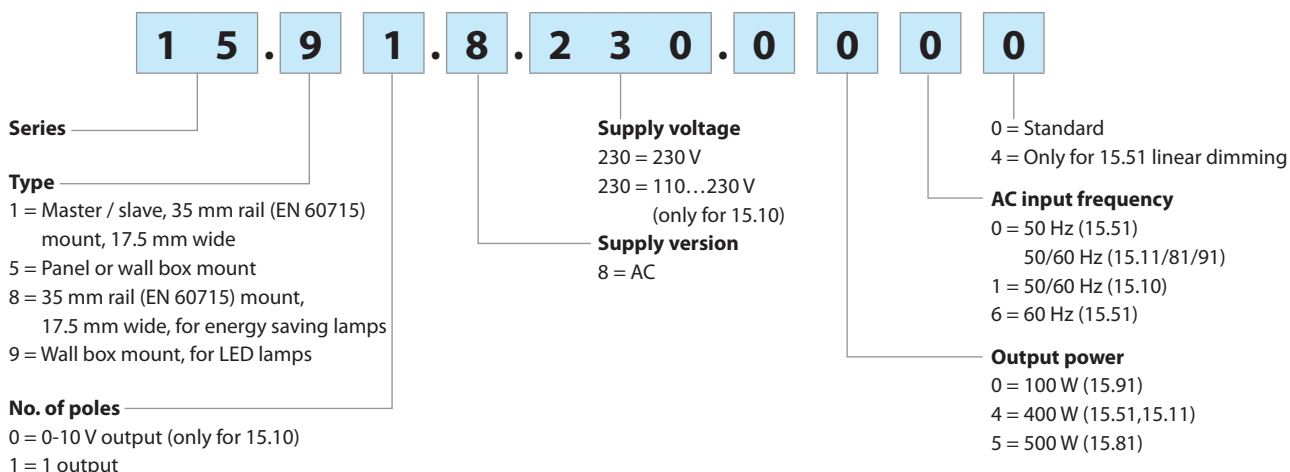 1 5 . 9 1 . 8 . 2 3 0 . 0 0 0 0
Series
Type
1 = Master / slave, 35 mm rail (EN 60715)
mount, 17.5 mm wide
5 = Panel or wall box mount
8 = 35 mm rail (EN 60715) mount,
17.5 mm wide, for energy saving lamps
9 = Wall box mount, for LED lamps
No. of poles
0 = 0-10 V output (only for 15.10)
1 = 1 output
Supply voltage
230 = 230 V
230 = 110…230 V
(only for 15.10)
Supply version
8 = AC
0 = Standard
4 = Only for 15.51 linear dimming
AC input frequency
0 = 50 Hz (15.51)
50/60 Hz (15.11/81/91)
1 = 50/60 Hz (15.10)
6 = 60 Hz (15.51)
Output power
0 = 100 W (15.91)
4 = 400 W (15.51,15.11)
5 = 500 W (15.81)